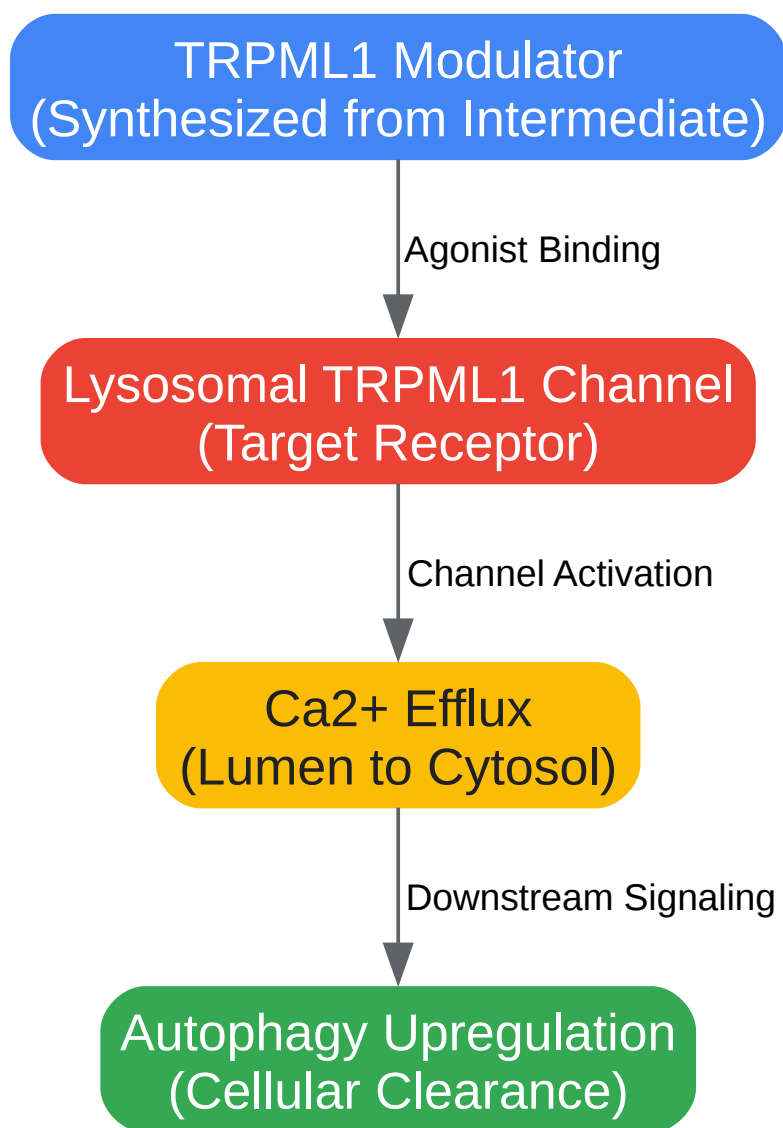 TRPML1 Modulator
(Synthesized from Intermediate)
Agonist Binding
Lysosomal TRPML1 Channel
(Target Receptor)
Channel Activation
Ca2+ Efflux
(Lumen to Cytosol)
Downstream Signaling
Autophagy Upregulation
(Cellular Clearance)